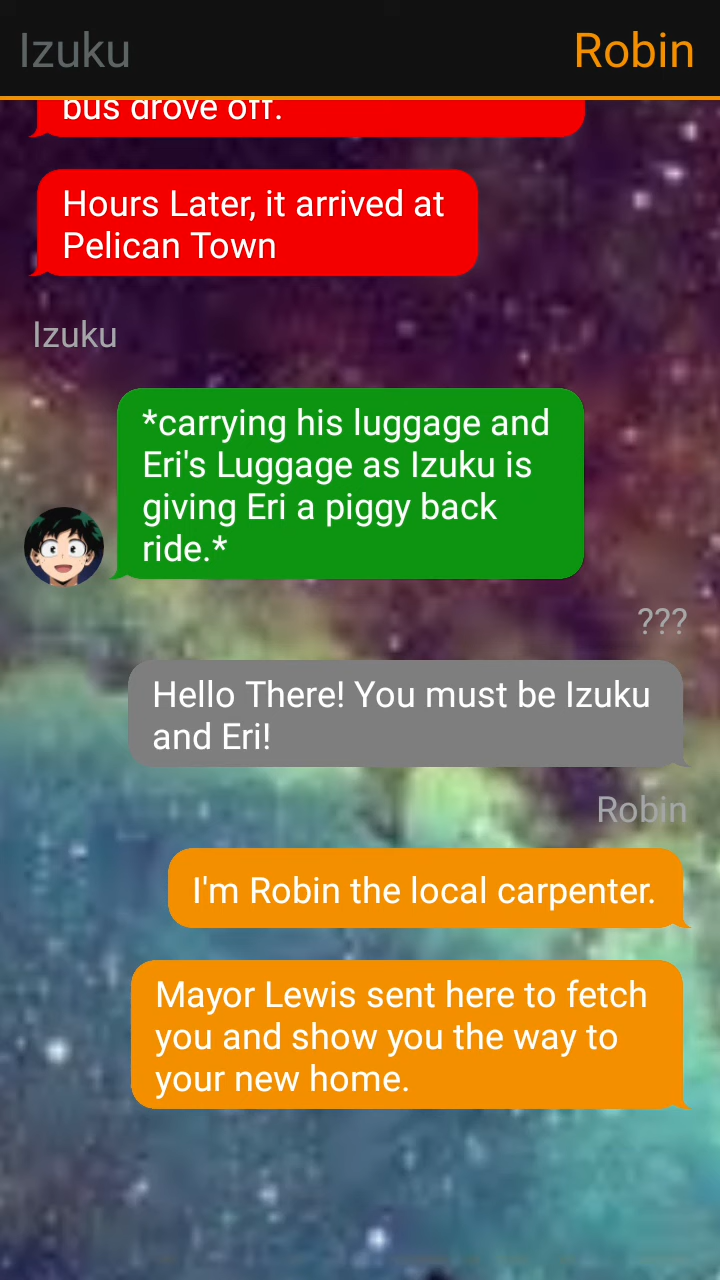 Izuku
Robin
bus drove off.
Hours Later, it arrived at
Pelican Town
Izuku
*carrying his luggage and
Eri's Luggage as Izuku is
giving Eri a piggy back
ride.*
???
Hello There! You must be Izuku
and Eri!
Robin
I'm Robin the local carpenter.
Mayor Lewis sent here to fetch
you and show you the way to
your new home.